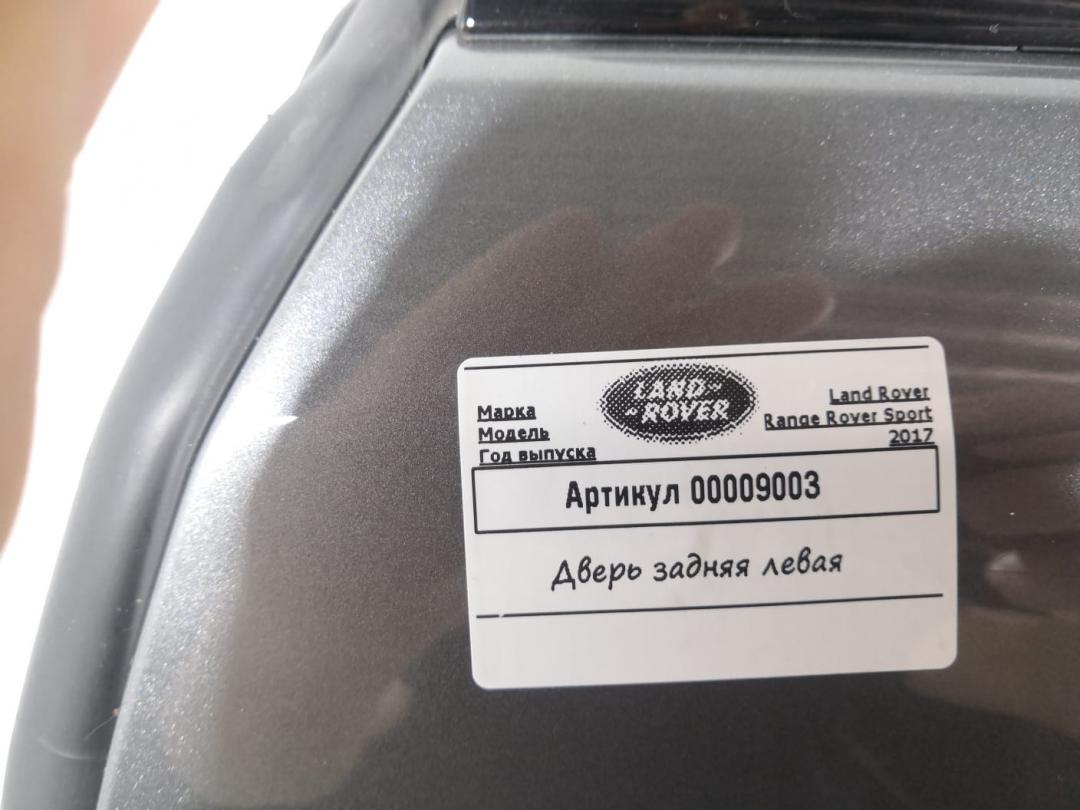 LAND-
-ROVER
Марка Land Rover
Модель Range Rover Sport
Год выпуска 2017
Артикул 00009003
Дверь задняя левая